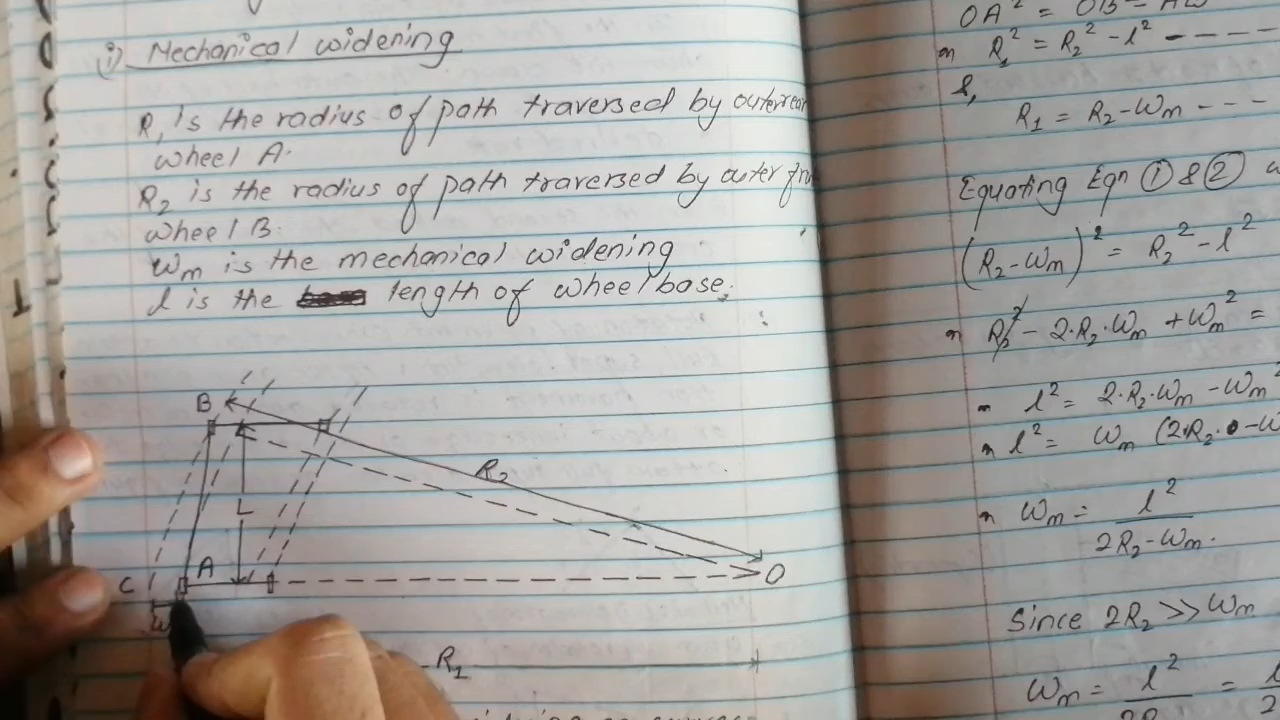 (i) Mechanical widening
R₁ is the radius of path traversed by outer rear
wheel A.
R₂ is the radius of path traversed by outer
wheel B.
Wm is the mechanical widening
l is the length of wheel base.
B
R₂
L
C
A
O
R₁
OA² = OB²
R₁² = R₂² - l² - - - -
&,
R₁ = R₂ - Wm - - -
Equating Eqn ① & ②
(R₂ - Wm)² = R₂² - l²
R₂² - 2·R₂·Wm + Wm² =
l² = 2·R₂·Wm - Wm²
l² = Wm (2·R₂ -
Wm = l² / 2R₂ - Wm.
Since 2R₂ >> Wm
Wm = l² / =